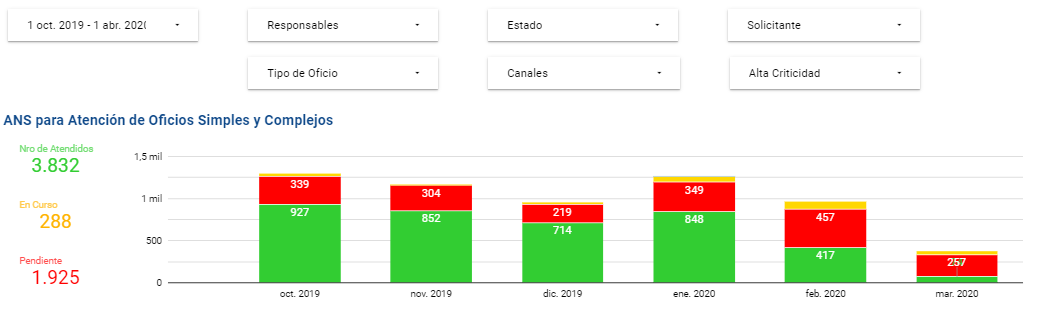 1 oct. 2019 - 1 abr. 2020
Responsables
Estado
Solicitante
Tipo de Oficio
Canales
Alta Criticidad
ANS para Atención de Oficios Simples y Complejos
Nro de Atendidos
3.832
En Curso
288
Pendiente
1.925
1,5 mil
1 mil
500
0
339
927
304
852
219
714
349
848
457
417
257
oct. 2019
nov. 2019
dic. 2019
ene. 2020
feb. 2020
mar. 2020